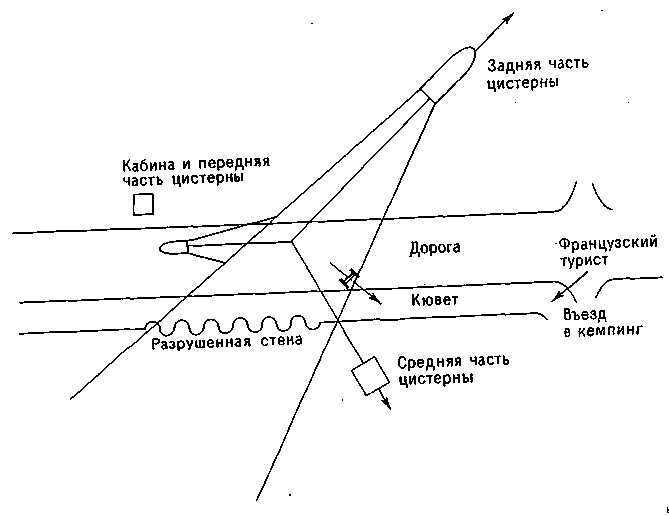 Задняя часть
цистерны
Кабина и передняя
часть цистерны
Дорога
Французский
турист
Кювет
Въезд
в кемпинг
Разрушенная стена
Средняя часть
цистерны